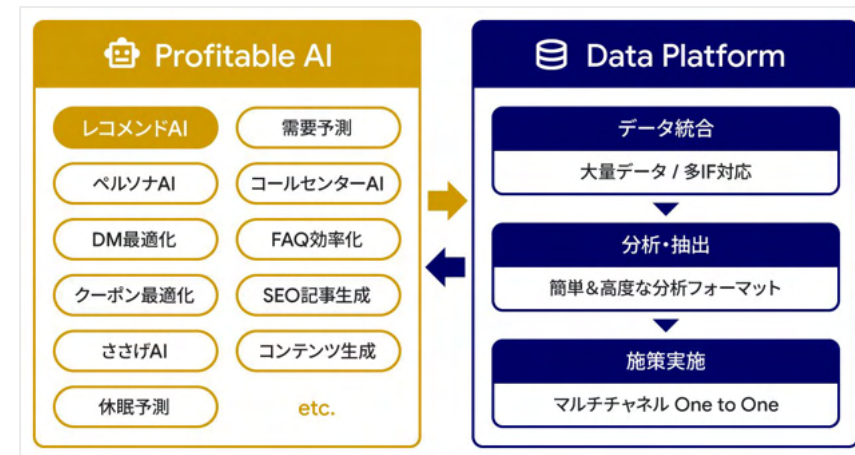 Profitable AI
レコメンドAI
需要予測
ペルソナAI
コールセンターAI
DM最適化
FAQ効率化
クーポン最適化
SEO記事生成
ささげAI
コンテンツ生成
休眠予測
etc.
Data Platform
データ統合
大量データ / 多IF対応
分析・抽出
簡単&高度な分析フォーマット
施策実施
マルチチャネル One to One